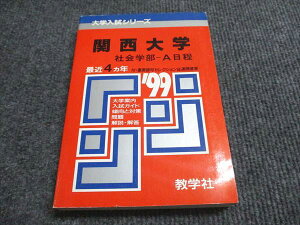 大学入試シリーズ
関西大学
社会学部-A日程
最近4ヵ年
'99
大学案内
入試ガイド
傾向と対策
問題
解説・解答
教学社